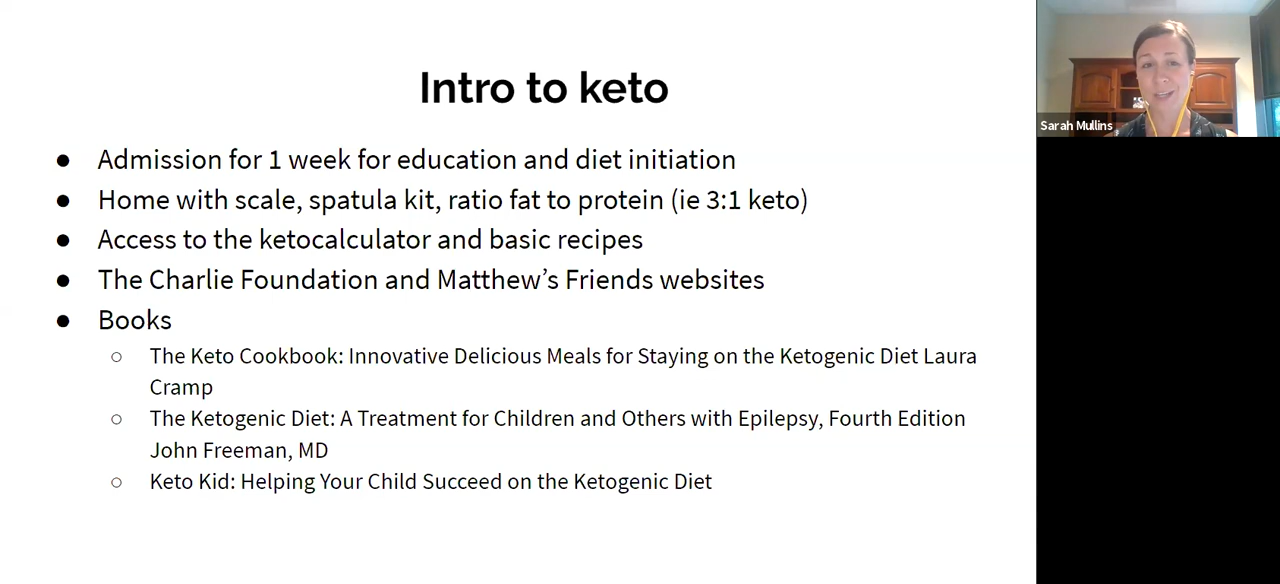 Intro to keto
● Admission for 1 week for education and diet initiation
● Home with scale, spatula kit, ratio fat to protein (ie 3:1 keto)
● Access to the ketocalculator and basic recipes
● The Charlie Foundation and Matthew’s Friends websites
● Books
○ The Keto Cookbook: Innovative Delicious Meals for Staying on the Ketogenic Diet Laura
Cramp
○ The Ketogenic Diet: A Treatment for Children and Others with Epilepsy, Fourth Edition
John Freeman, MD
○ Keto Kid: Helping Your Child Succeed on the Ketogenic Diet
Sarah Mullins